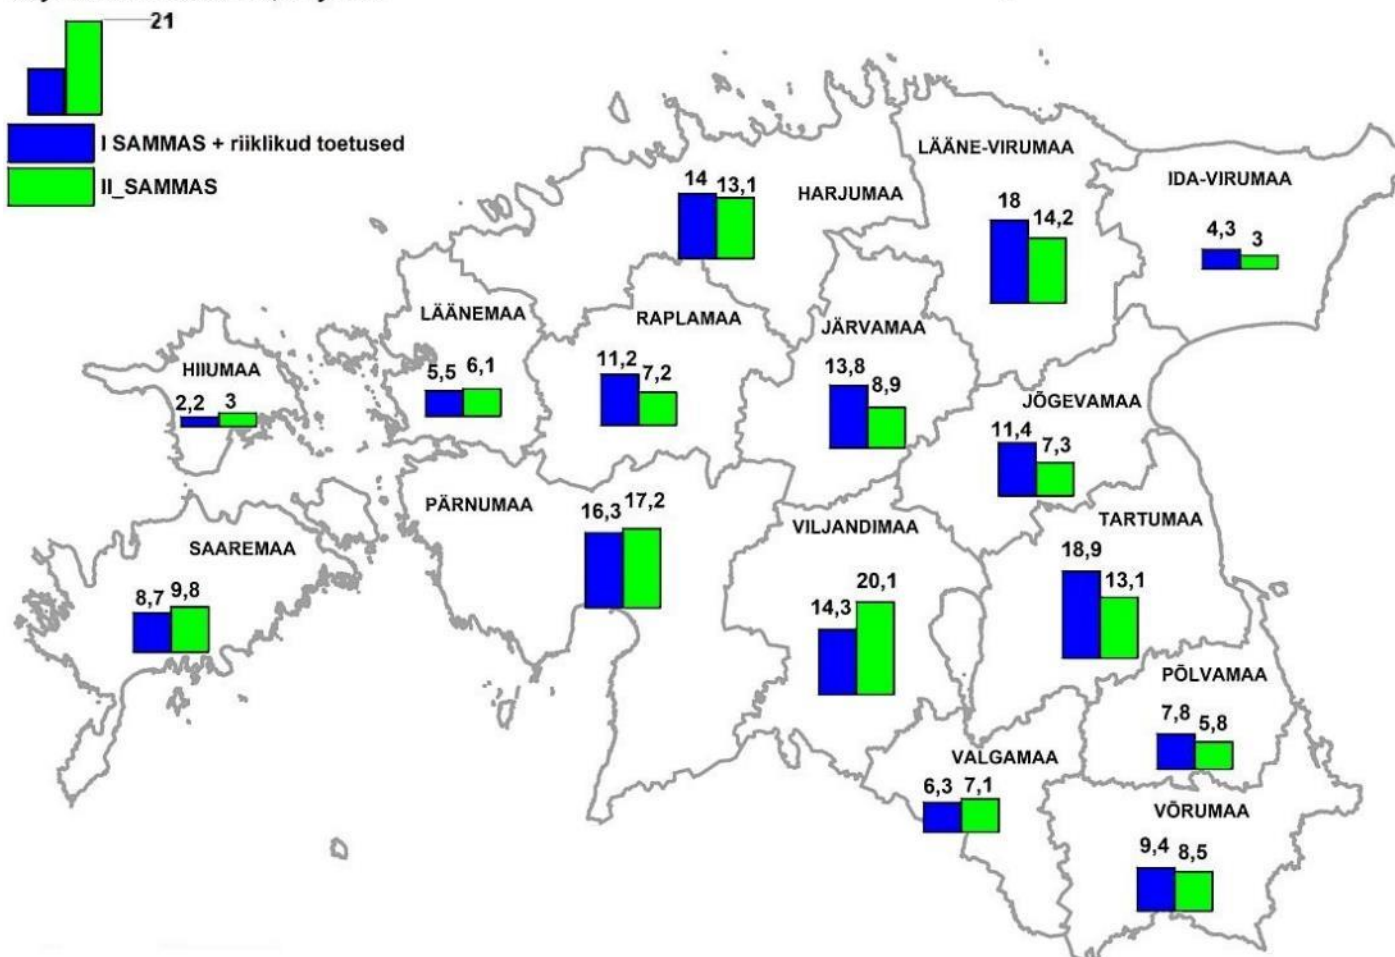 21
I SAMMAS + riiklikud toetused
II_SAMMAS
LÄÄNE-VIRUMAA
IDA-VIRUMAA
HARJUMAA
14 13,1
18 14,2
4,3 3
LÄÄNEMAA
5,5 6,1
RAPLAMAA
11,2 7,2
JÄRVAMAA
13,8 8,9
HIIUMAA
2,2 3
JÕGEVAMAA
11,4 7,3
PÄRNUMAA
16,3 17,2
VILJANDIMAA
14,3 20,1
TARTUMAA
18,9 13,1
SAAREMAA
8,7 9,8
PÕLVAMAA
7,8 5,8
VALGAMAA
6,3 7,1
VÕRUMAA
9,4 8,5